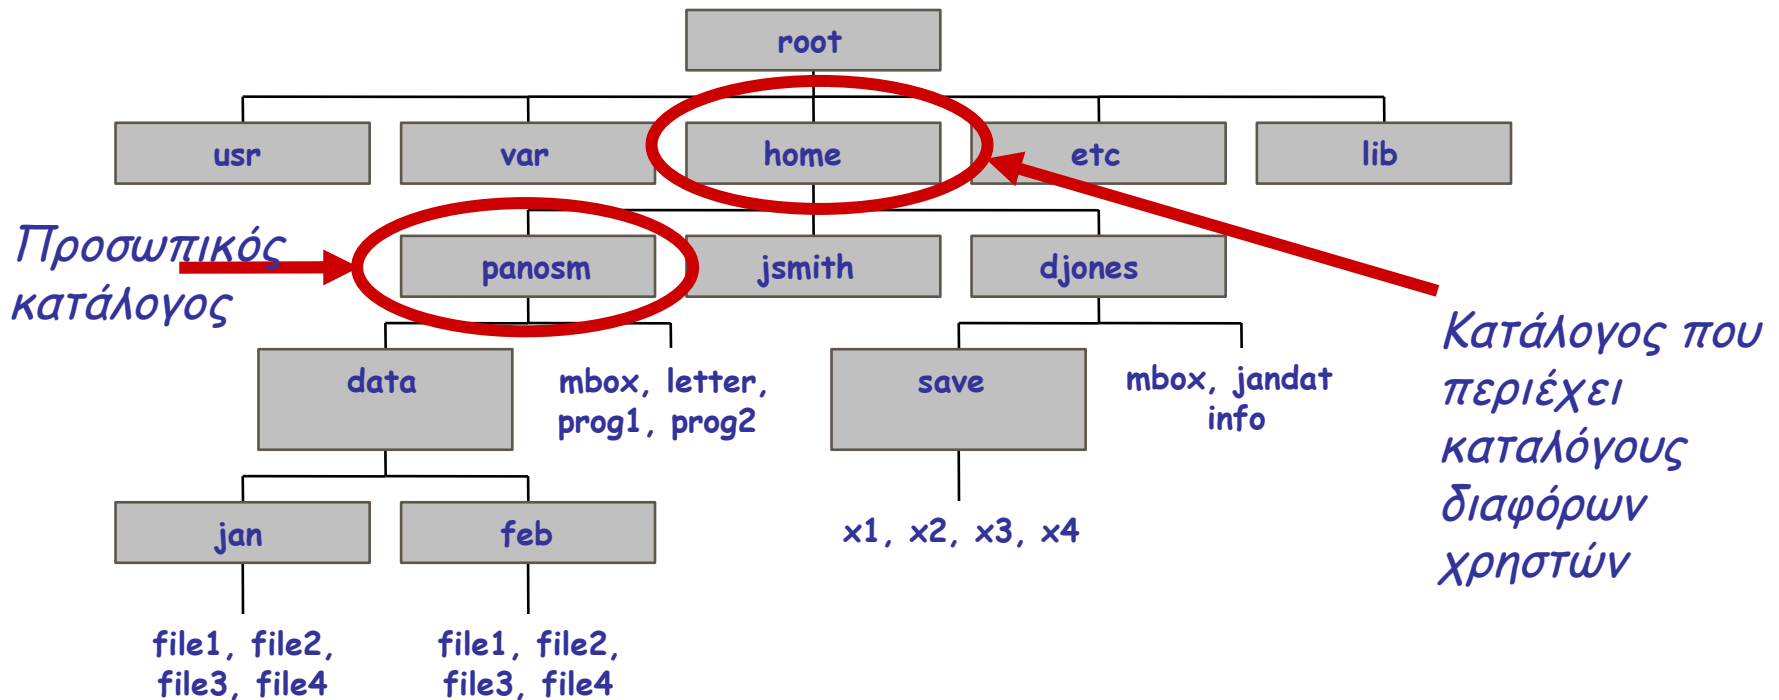 root
usr
var
home
etc
lib
Προσωπικός
κατάλογος
panosm
jsmith
djones
Κατάλογος που
περιέχει
καταλόγους
διαφόρων
χρηστών
data
mbox, letter,
prog1, prog2
save
mbox, jandat
info
jan
feb
x1, x2, x3, x4
file1, file2,
file3, file4
file1, file2,
file3, file4